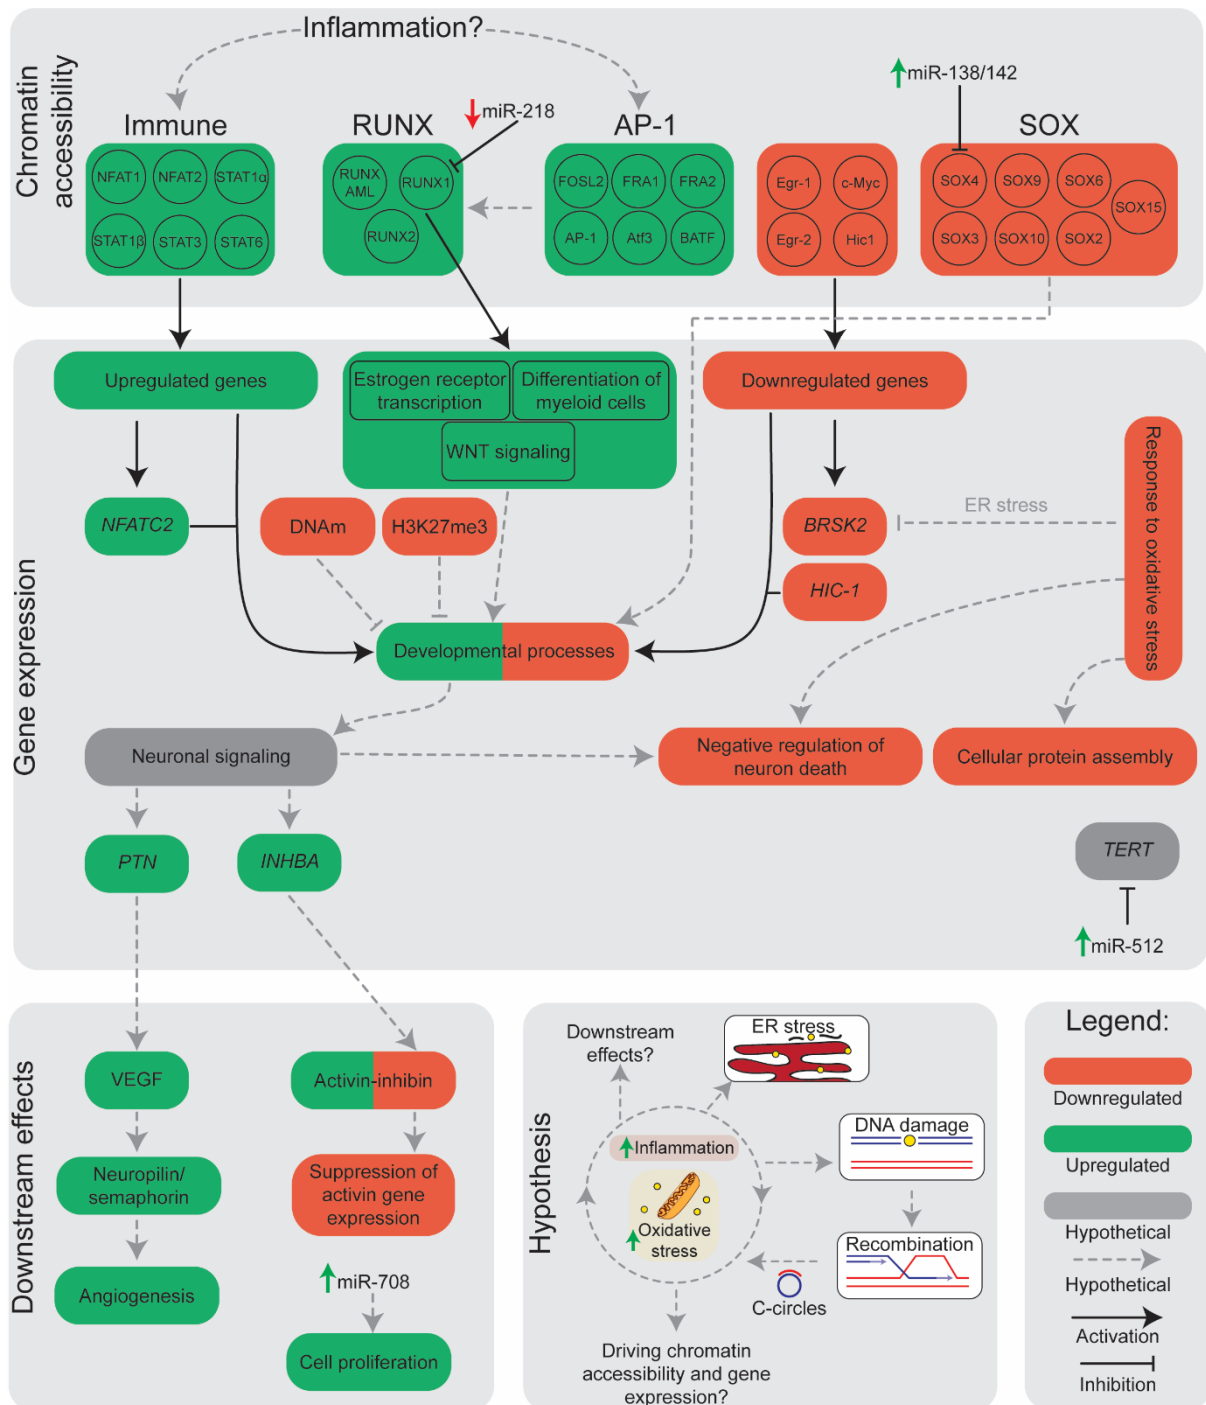 Chromatin
accessibility
Inflammation?
miR-138/142
miR-218
Immune
RUNX
AP-1
SOX
NFAT1
NFAT2
STAT1α
STAT1β
STAT3
STAT6
RUNX
AML
RUNX1
RUNX2
FOSL2
FRA1
FRA2
AP-1
Atf3
BATF
Egr-1
c-Myc
Egr-2
Hic1
SOX4
SOX9
SOX6
SOX15
SOX3
SOX10
SOX2
Gene expression
Upregulated genes
Estrogen receptor
transcription
Differentiation of
myeloid cells
WNT signaling
Downregulated genes
NFATC2
DNAm
H3K27me3
BRSK2
HIC-1
ER stress
Response to oxidative stress
Developmental processes
Neuronal signaling
Negative regulation of
neuron death
Cellular protein assembly
PTN
INHBA
TERT
miR-512
Downstream effects
VEGF
Activin-inhibin
Neuropilin/
semaphorin
Suppression of
activin gene
expression
Angiogenesis
miR-708
Cell proliferation
Hypothesis
Downstream
effects?
ER stress
Inflammation
Oxidative
stress
DNA damage
Recombination
C-circles
Driving chromatin
accessibility and gene
expression?
Legend:
Downregulated
Upregulated
Hypothetical
Hypothetical
Activation
Inhibition